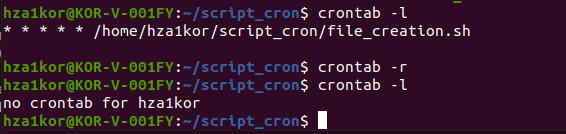 hza1kor@KOR-V-001FY:~/script_cron$ crontab -l
* * * * * /home/hza1kor/script_cron/file_creation.sh
hza1kor@KOR-V-001FY:~/script_cron$ crontab -r
hza1kor@KOR-V-001FY:~/script_cron$ crontab -l
no crontab for hza1kor
hza1kor@KOR-V-001FY:~/script_cron$